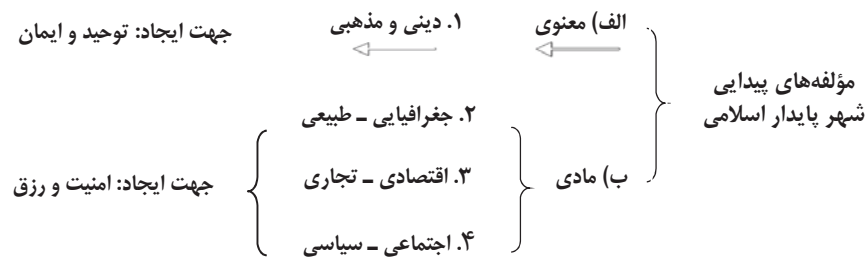 مؤلفه‌های پیدایی
شهر پایدار اسلامی
الف) معنوی
۱. دینی و مذهبی
جهت ایجاد: توحید و ایمان
ب) مادی
۲. جغرافیایی ـ طبیعی
۳. اقتصادی ـ تجاری
۴. اجتماعی ـ سیاسی
جهت ایجاد: امنیت و رزق